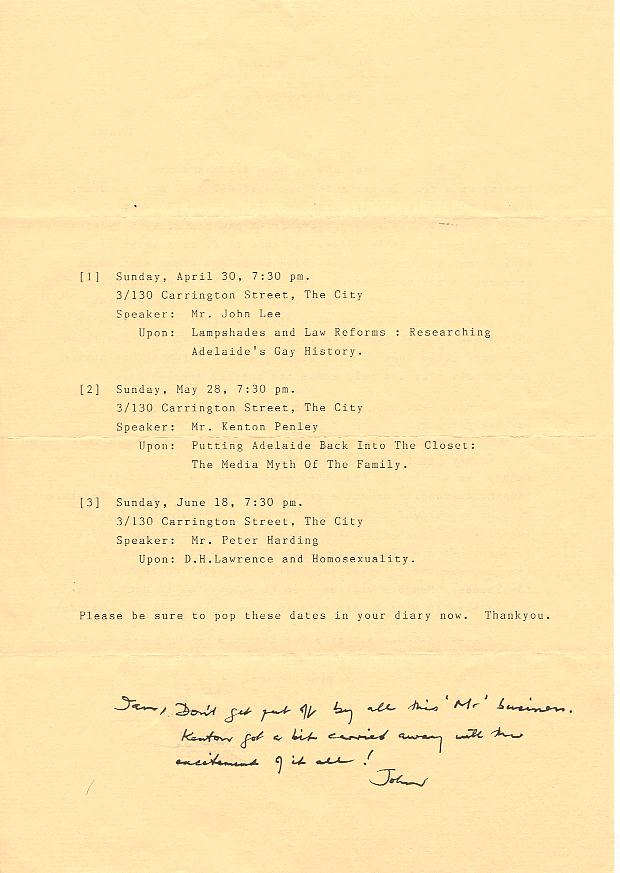 [1] Sunday, April 30, 7:30 pm.
3/130 Carrington Street, The City
Speaker: Mr. John Lee
Upon: Lampshades and Law Reforms : Researching
Adelaide's Gay History.
[2] Sunday, May 28, 7:30 pm.
3/130 Carrington Street, The City
Speaker: Mr. Kenton Penley
Upon: Putting Adelaide Back Into The Closet:
The Media Myth Of The Family.
[3] Sunday, June 18, 7:30 pm.
3/130 Carrington Street, The City
Speaker: Mr. Peter Harding
Upon: D.H.Lawrence and Homosexuality.
Please be sure to pop these dates in your diary now. Thankyou.
Ian, Don't get put off by all this 'Mr' business.
Kenton got a bit carried away with the
excitement of it all !
John